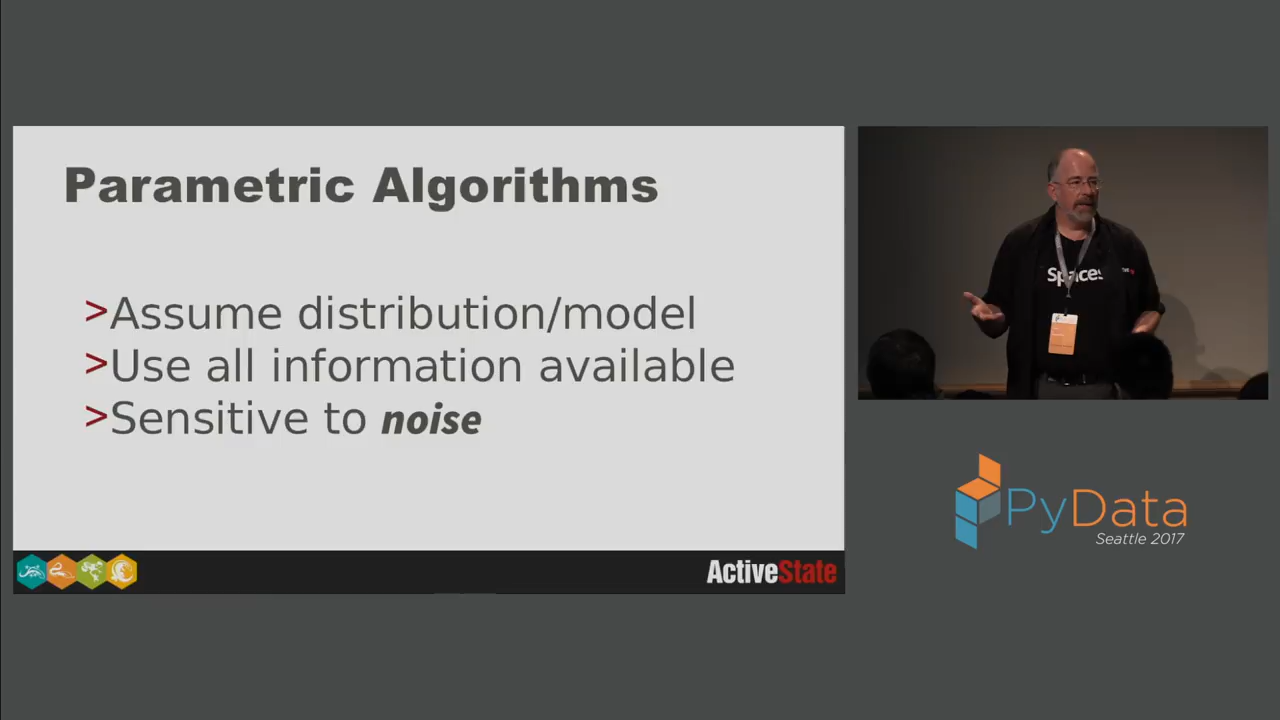 Parametric Algorithms
>Assume distribution/model
>Use all information available
>Sensitive to noise
ActiveState
Spaces
PyData
Seattle 2017